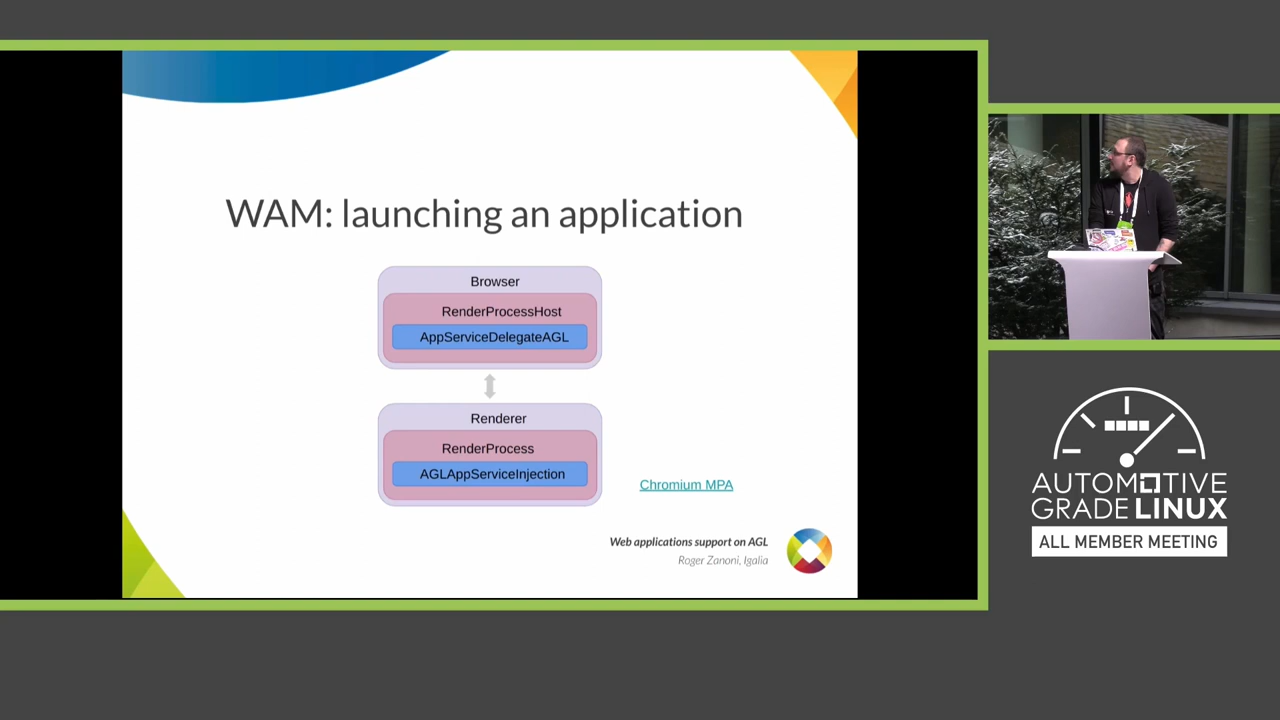 WAM: launching an application
Browser
RenderProcessHost
AppServiceDelegateAGL
Renderer
RenderProcess
AGLAppServiceInjection
Chromium MPA
Web applications support on AGL
Roger Zanoni, Igalia
AUTOMOTIVE
GRADE LINUX
ALL MEMBER MEETING